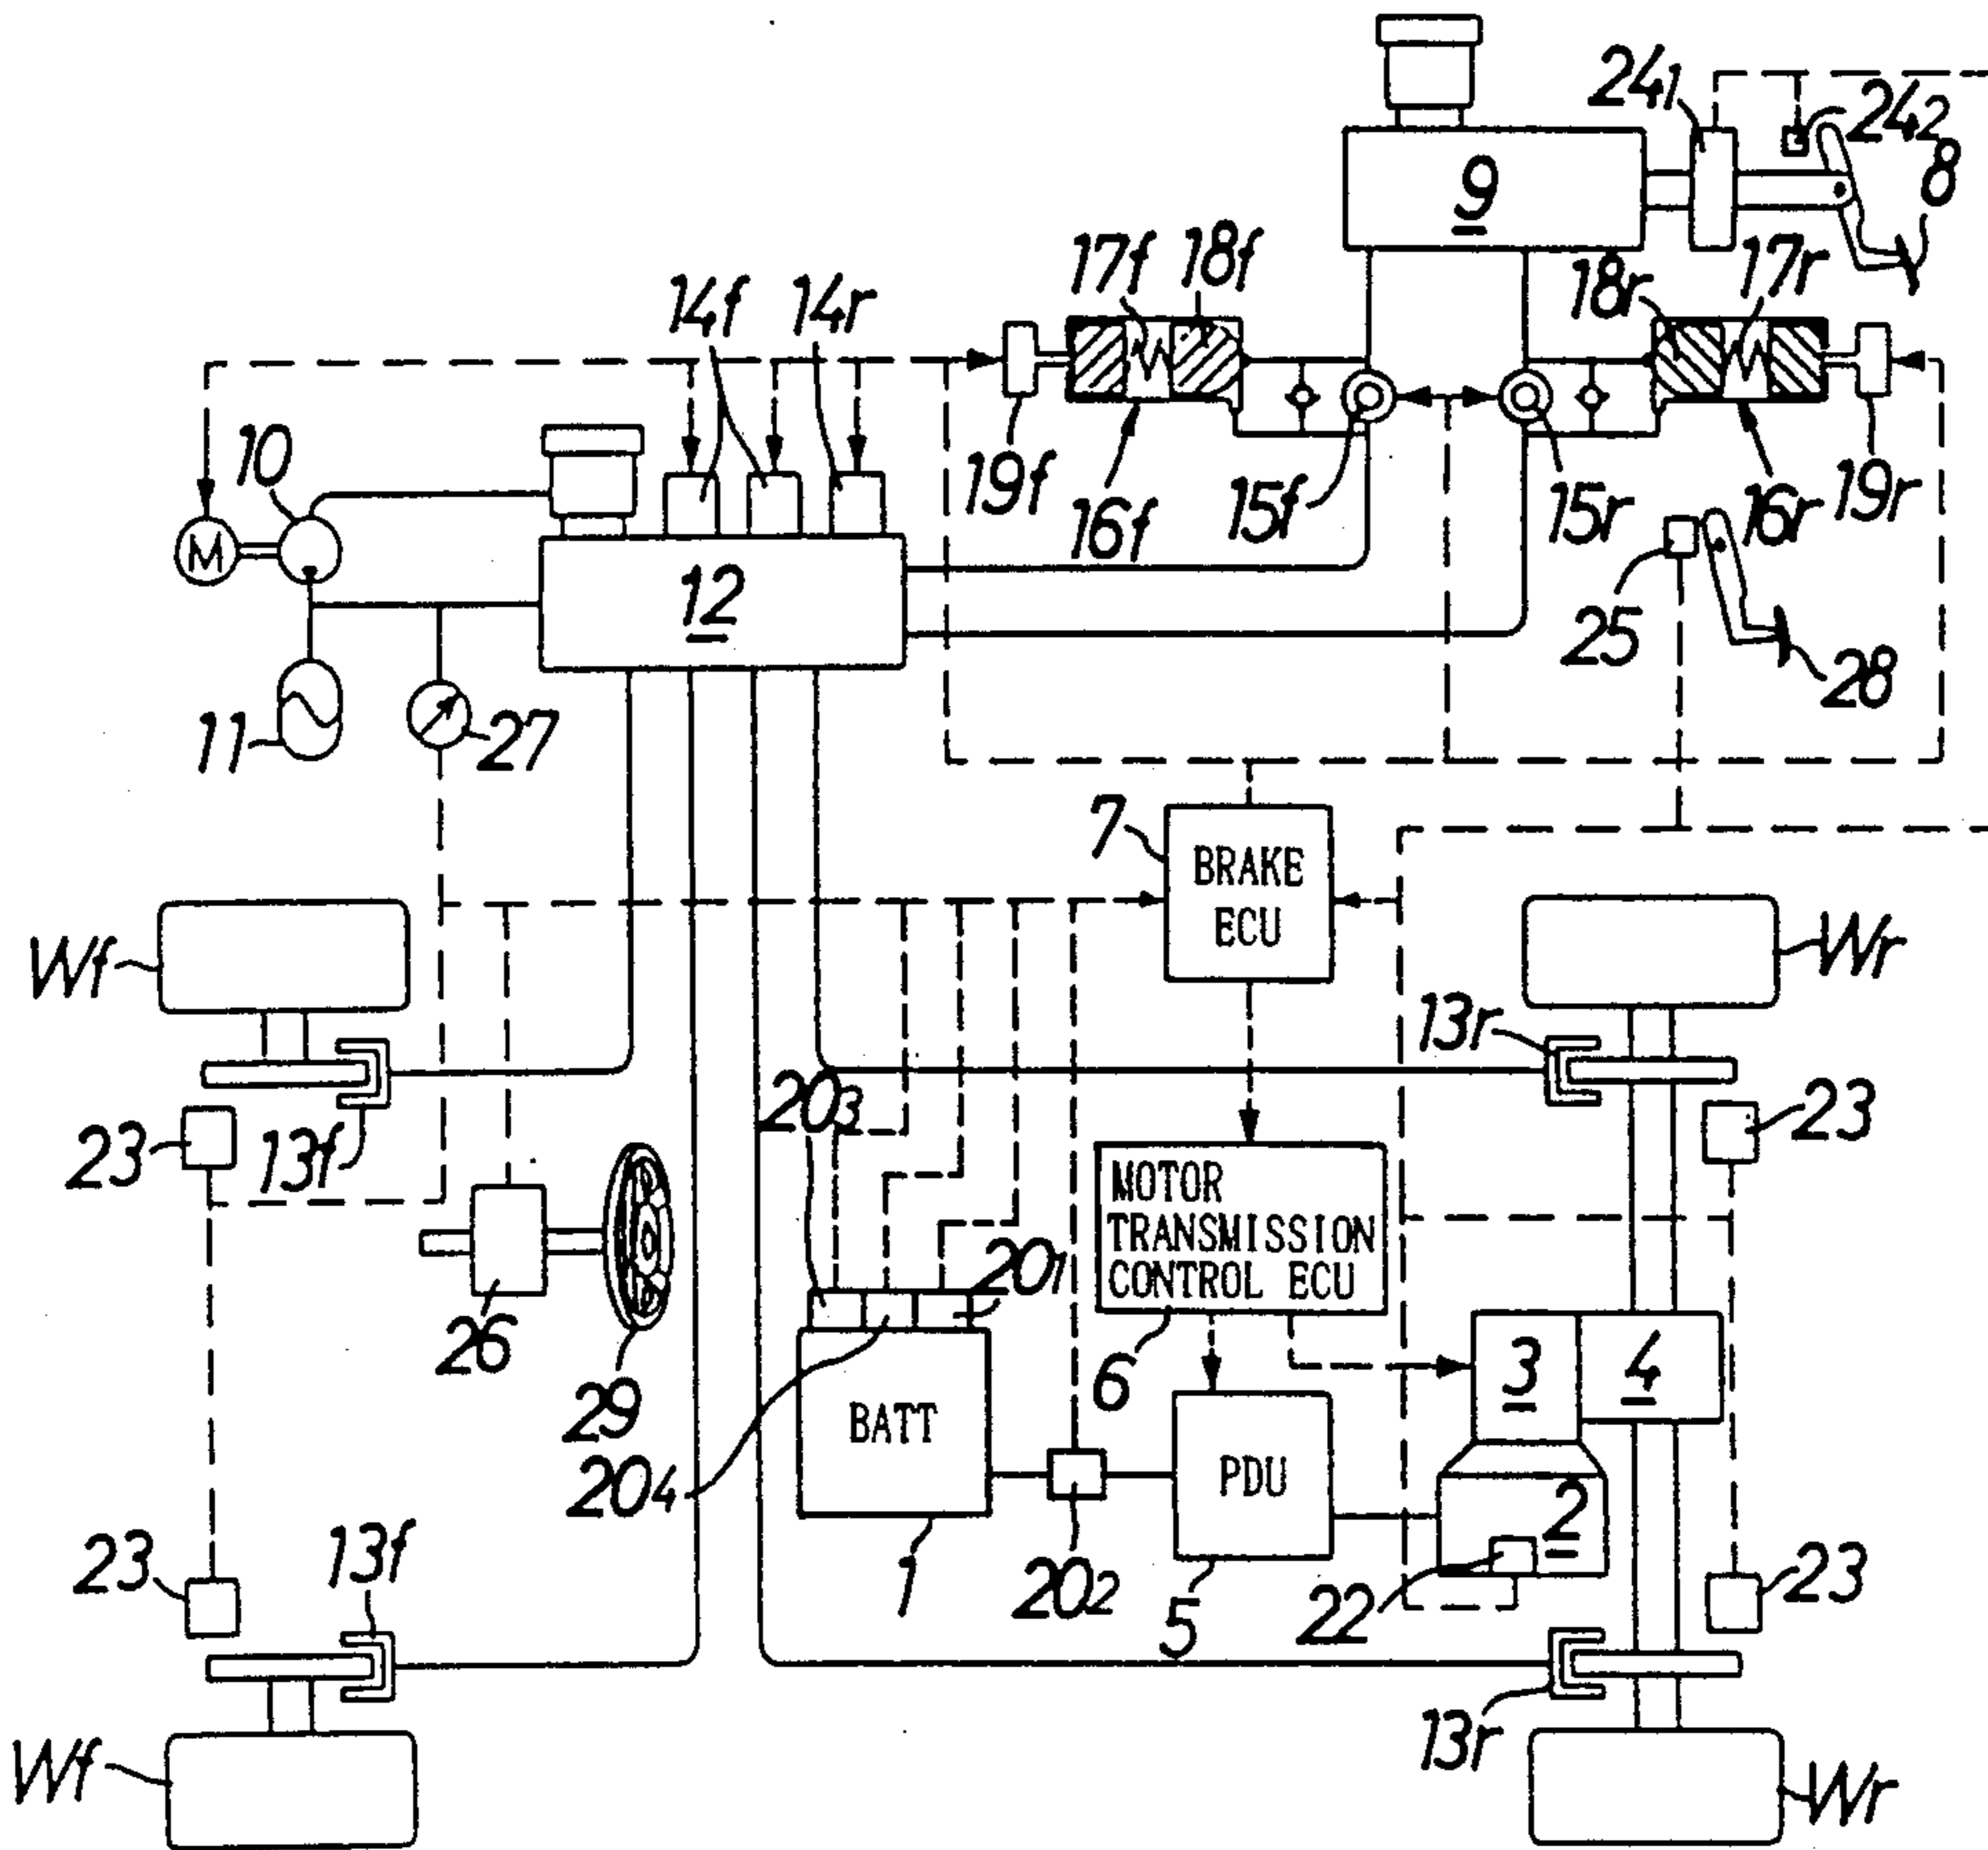 24₁
24₂
8
9
17f
18f
18r
17r
14f
14r
10
M
19f
16f
15f
15r
16r
19r
12
25
28
11
27
7
BRAKE
ECU
Wf
Wr
13r
20₃
23
13f
23
MOTOR
TRANSMISSION
CONTROL ECU
20₁
26
29
6
3
4
BATT
20₄
PDU
2
23
13f
1
20₂
5
22
23
13r
Wf
Wr